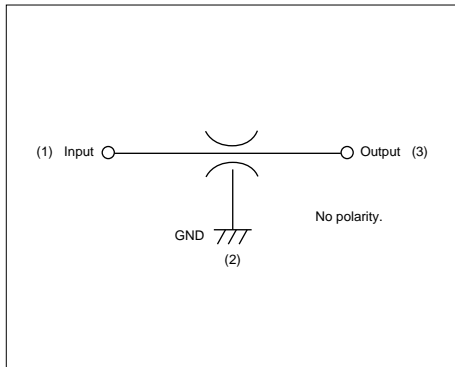 (1) Input Output (3)
No polarity.
GND
(2)